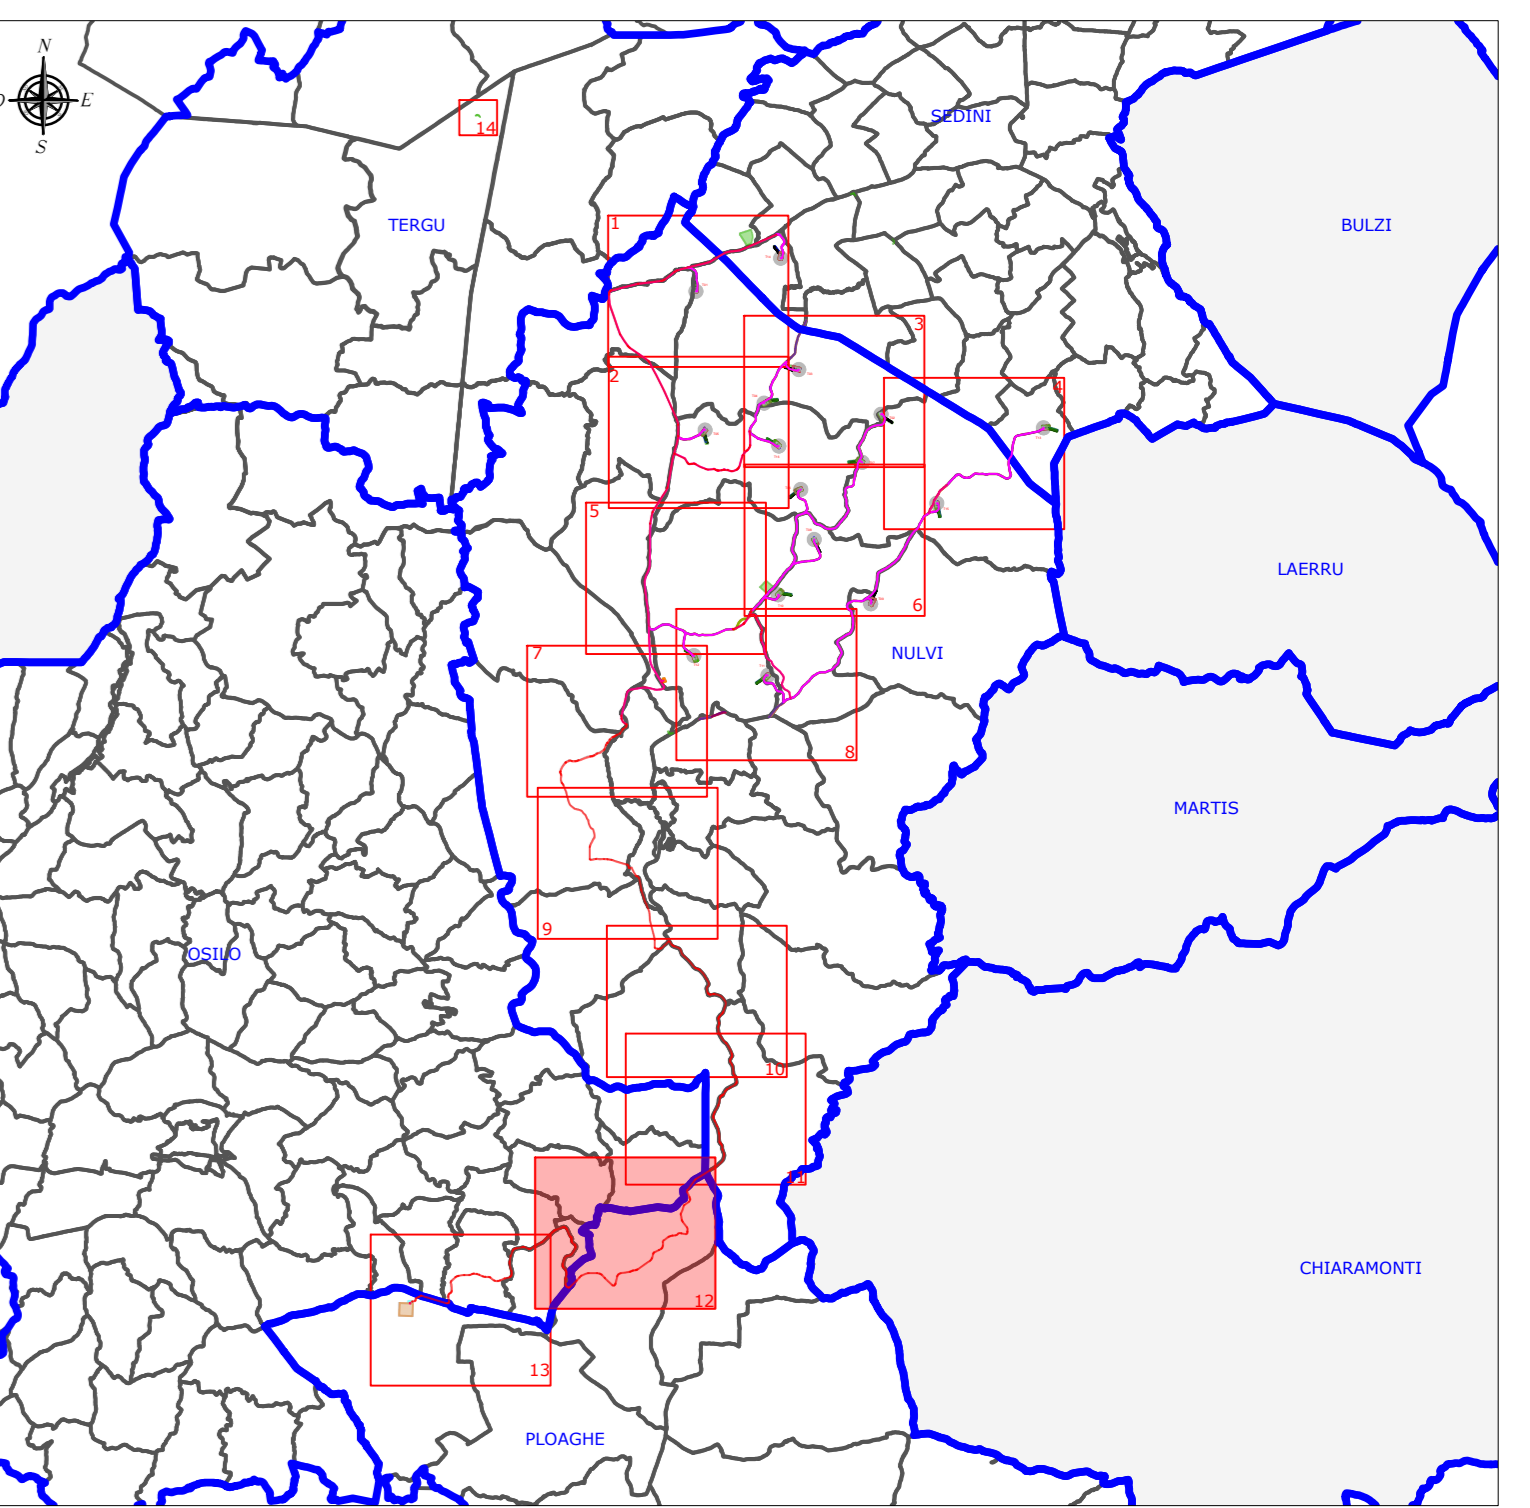 N
E
S
14
SEDINI
TERGU
BULZI
1
3
2
4
5
LAERRU
6
7
NULVI
8
MARTIS
9
OSILO
10
11
CHIARAMONTI
12
13
PLOAGHE